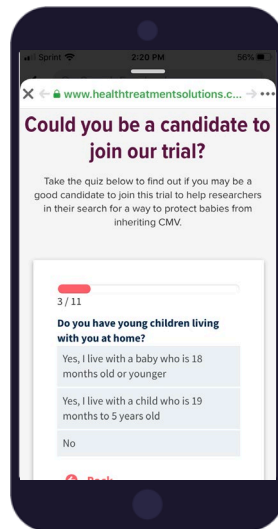 Sprint 2:20 PM 56%
www.healthtreatmentsolutions.c...
Could you be a candidate to
join our trial?
Take the quiz below to find out if you may be a
good candidate to join this trial to help researchers
in their search for a way to protect babies from
inheriting CMV.
3 / 11
Do you have young children living
with you at home?
Yes, I live with a baby who is 18
months old or younger
Yes, I live with a child who is 19
months to 5 years old
No
Back